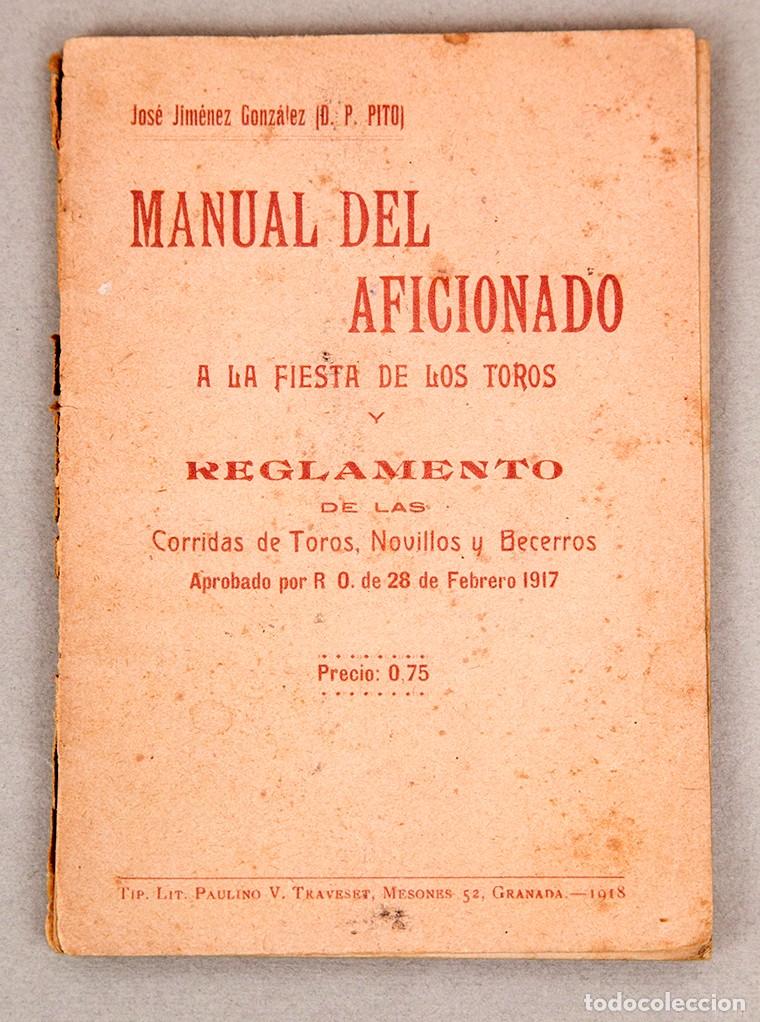 José Jiménez González (D. P. PITO)
MANUAL DEL
AFICIONADO
A LA FIESTA DE LOS TOROS
Y
REGLAMENTO
DE LAS
Corridas de Toros, Novillos y Becerros
Aprobado por R O. de 28 de Febrero 1917
Precio: 0,75
TIP. LIT. PAULINO V. TRAVESET, MESONES 52, GRANADA.—1918
todocoleccion